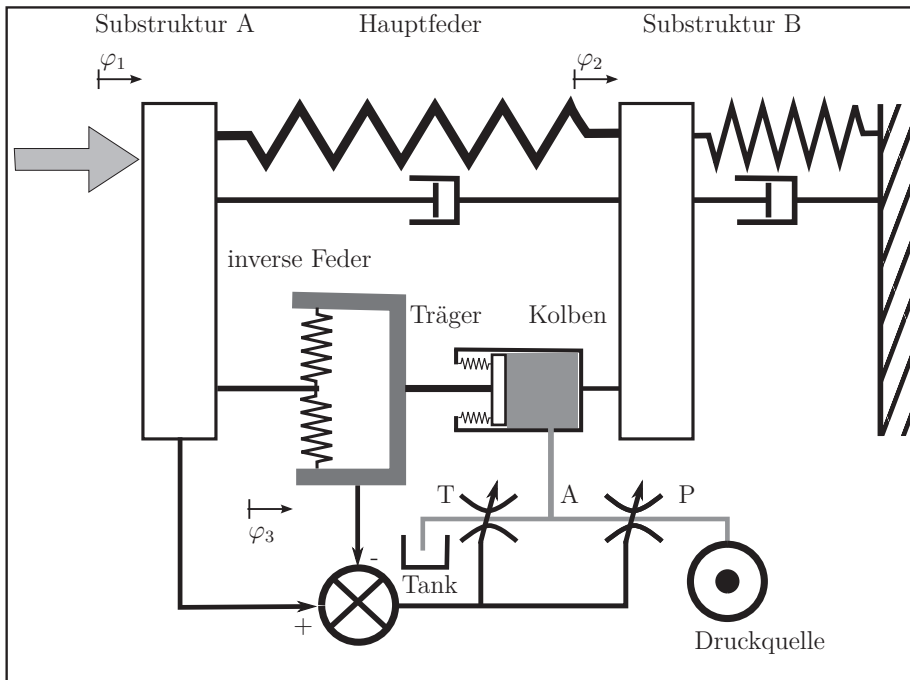 Substruktur A
Hauptfeder
Substruktur B
φ1
φ2
inverse Feder
Träger
Kolben
φ3
T
A
P
-
+
Tank
Druckquelle